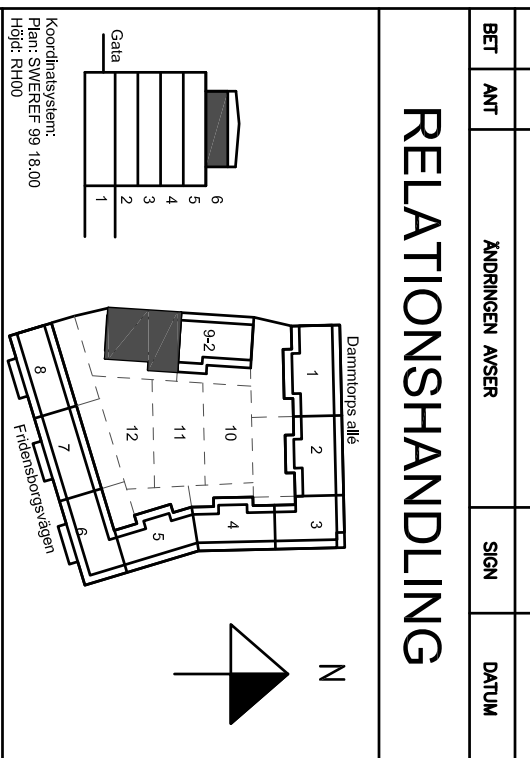 BET ANT ÄNDRINGEN AVSER SIGN DATUM
RELATIONSHANDLING
Gata
6
5
4
3
2
1
Koordinatsystem:
Plan: SWEREF 99 18.00
Höjd: RH00
Dammtorps allé
1
2
3
9-2
10
4
11
12
5
8
7
6
Fridensborgsvägen
N